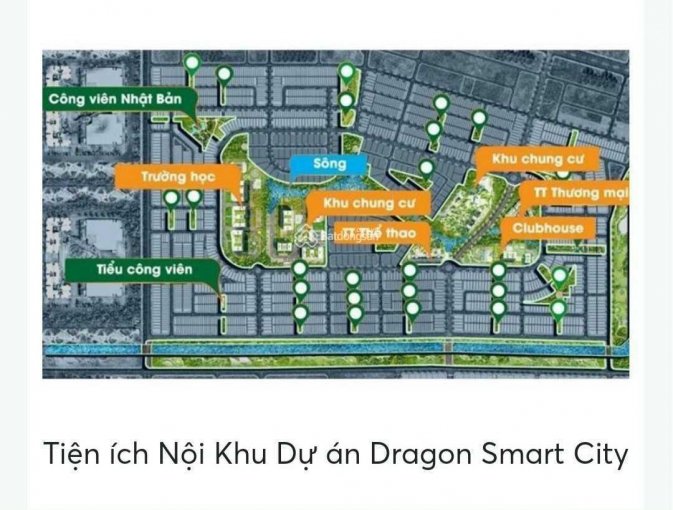 Công viên Nhật Bản
Sông
Khu chung cư
Trường học
TT Thương mại
Khu chung cư
TT Thể thao
Clubhouse
Batdongsan
Tiểu công viên
Tiện ích Nội Khu Dự án Dragon Smart City